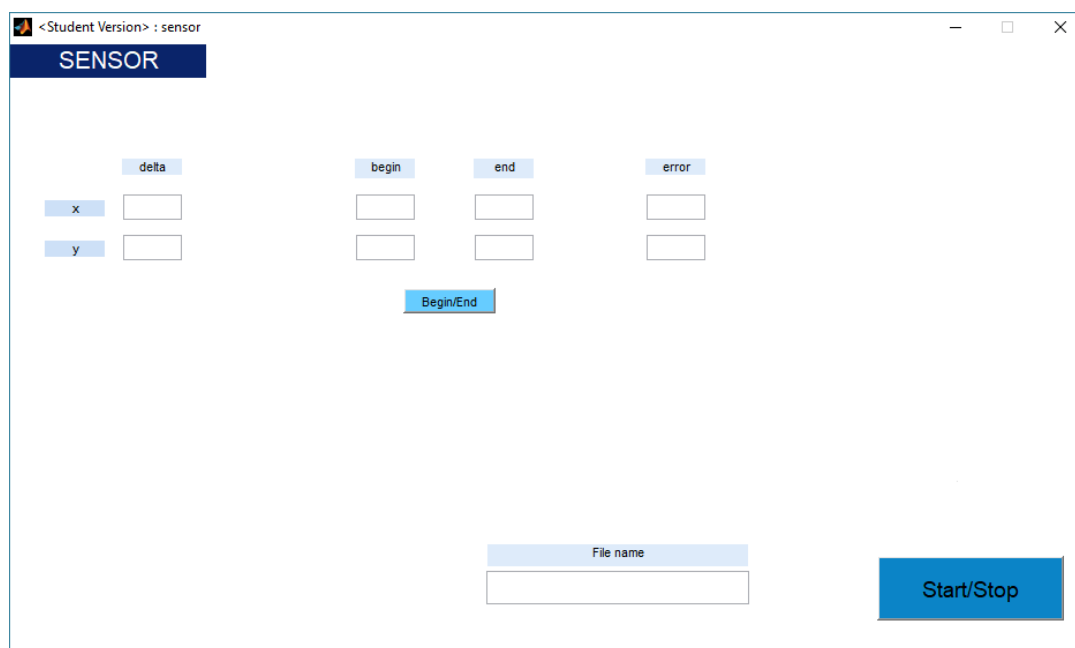 <Student Version> : sensor
SENSOR
delta begin end error
x
y
Begin/End
File name
Start/Stop